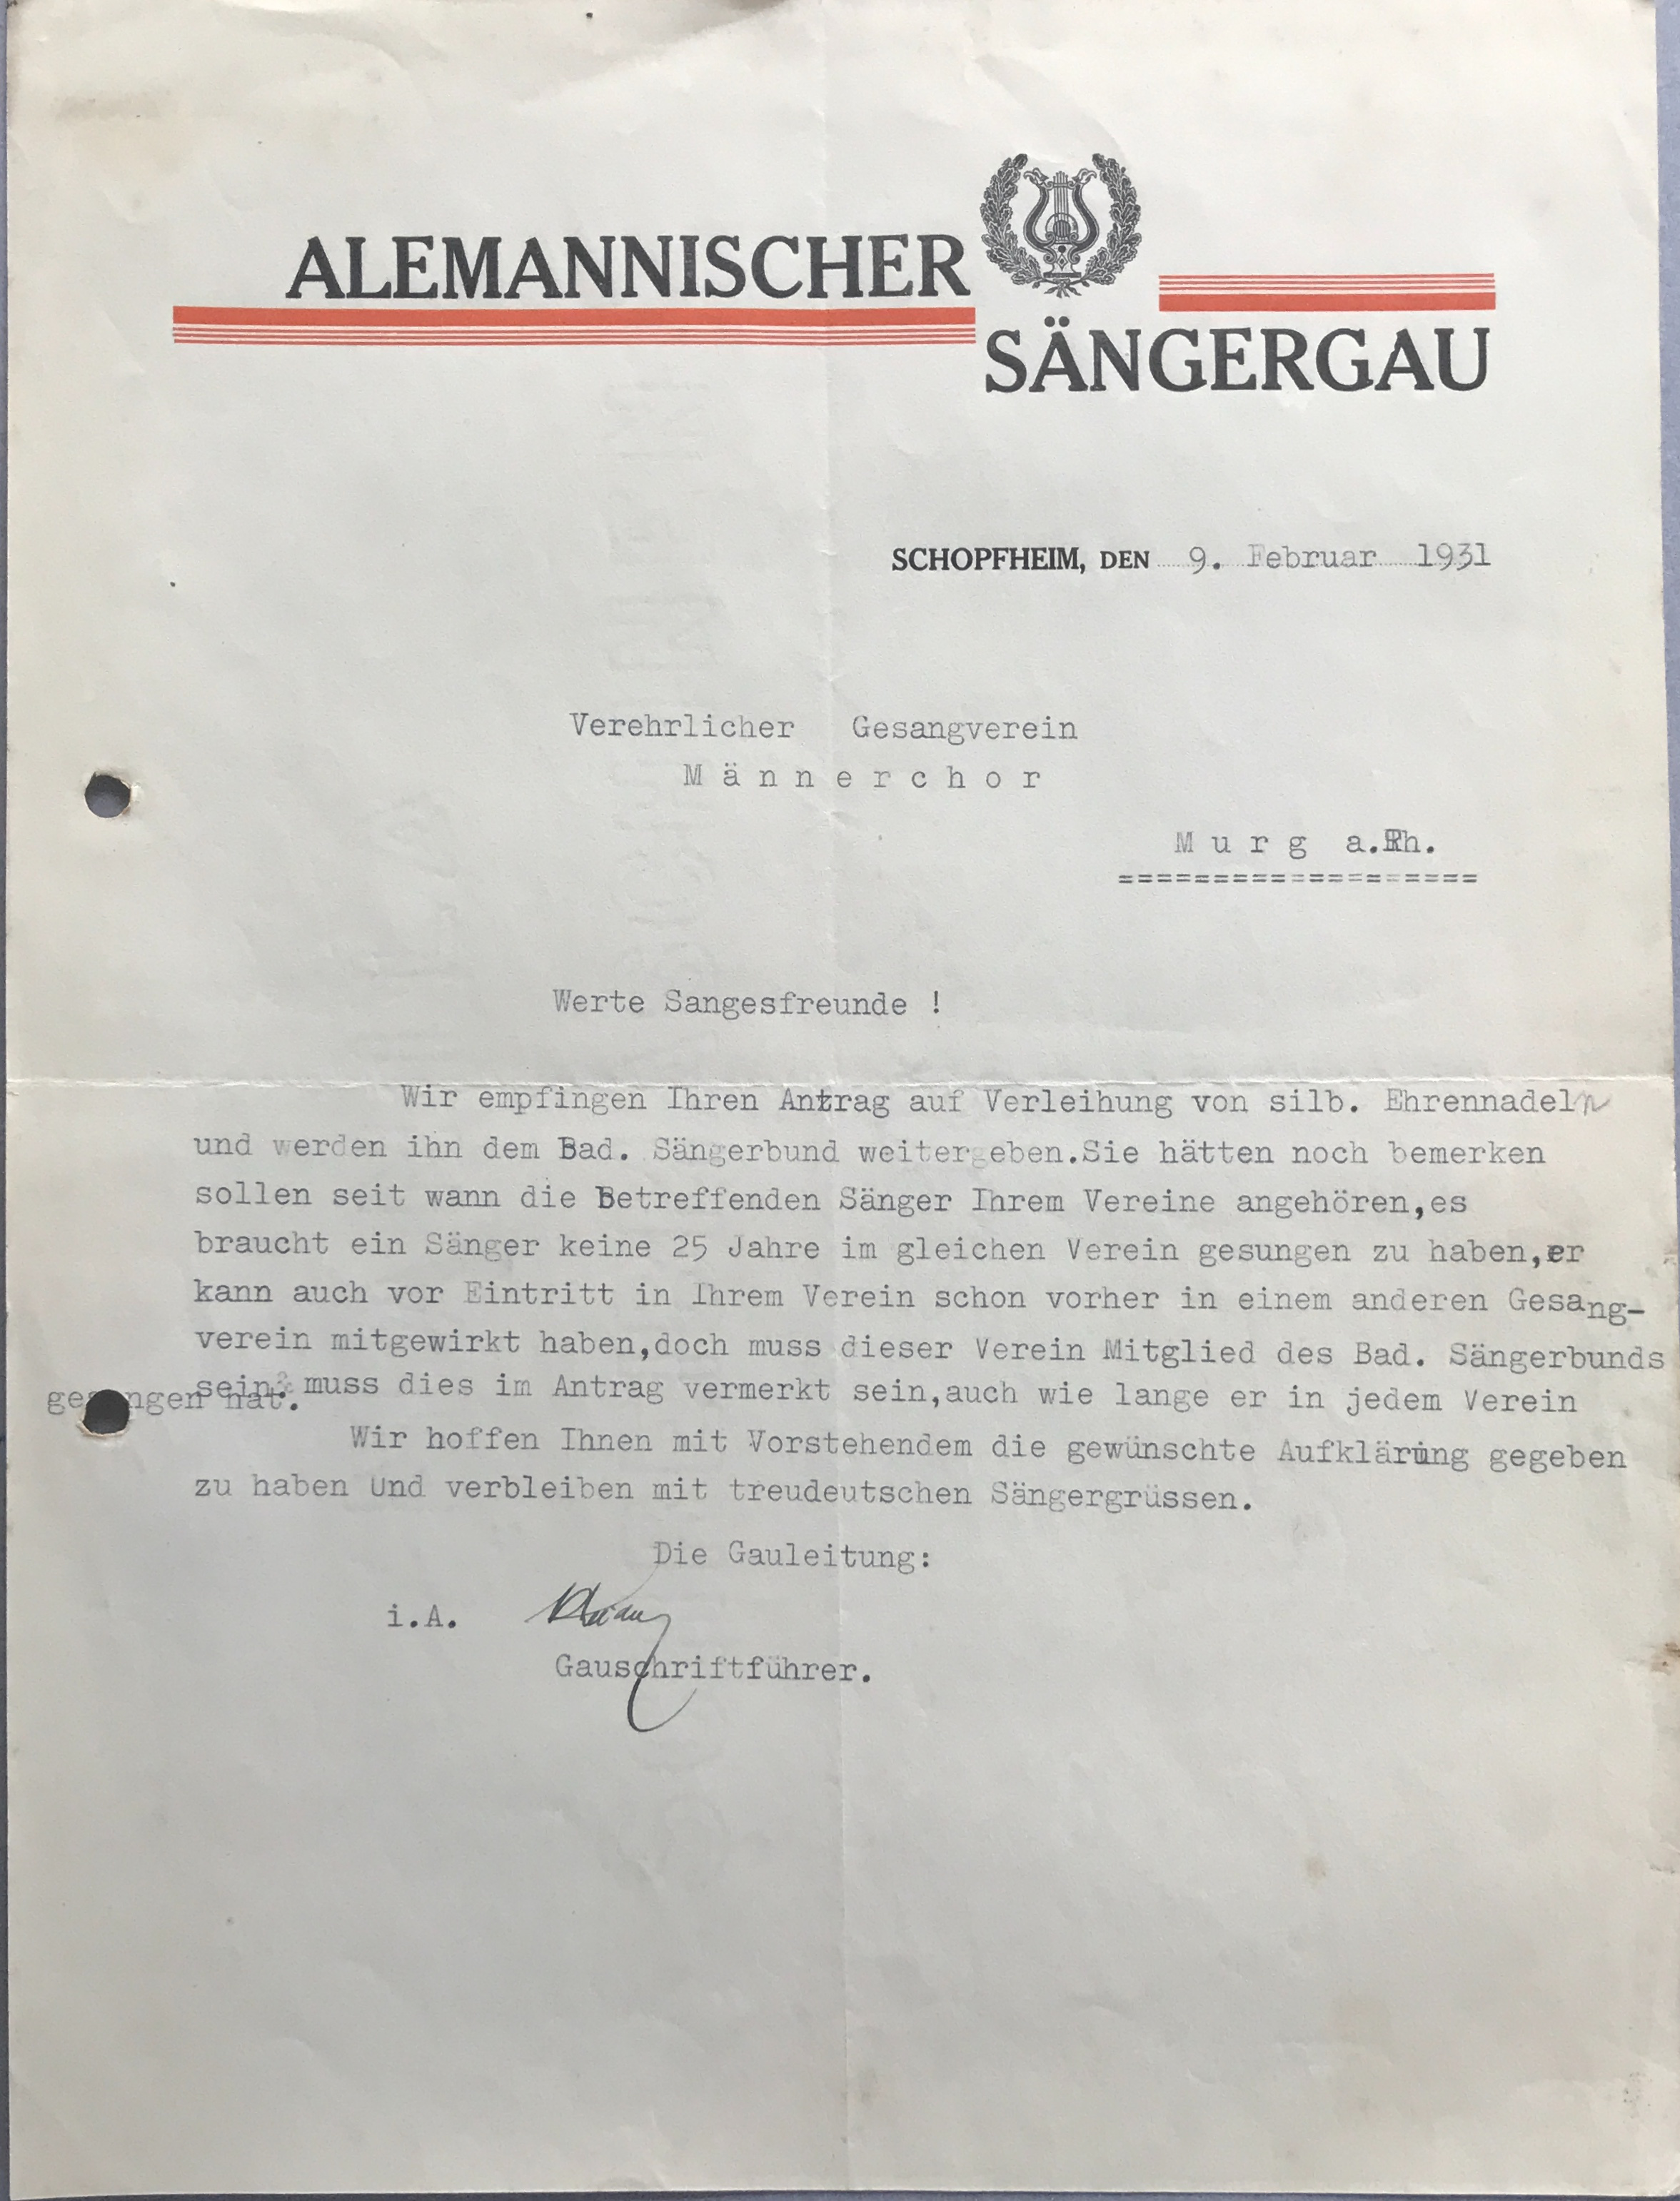 ALEMANNISCHER
SÄNGERGAU
SCHOPFHEIM, DEN 9. Februar 1931
Verehrlicher Gesangverein
Männerchor
Murg a.Rh.
===================
Werte Sangesfreunde !
Wir empfingen Ihren Antrag auf Verleihung von silb. Ehrennadeln
und werden ihn dem Bad. Sängerbund weitergeben.Sie hätten noch bemerken
sollen seit wann die Betreffenden Sänger Ihrem Vereine angehören,es
braucht ein Sänger keine 25 Jahre im gleichen Verein gesungen zu haben,er
kann auch vor Eintritt in Ihrem Verein schon vorher in einem anderen Gesang-
verein mitgewirkt haben,doch muss dieser Verein Mitglied des Bad. Sängerbunds
sein, muss dies im Antrag vermerkt sein,auch wie lange er in jedem Verein
gesungen hat.
Wir hoffen Ihnen mit Vorstehendem die gewünschte Aufklärung gegeben
zu haben und verbleiben mit treudeutschen Sängergrüssen.
Die Gauleitung:
i.A.
Gauschriftführer.